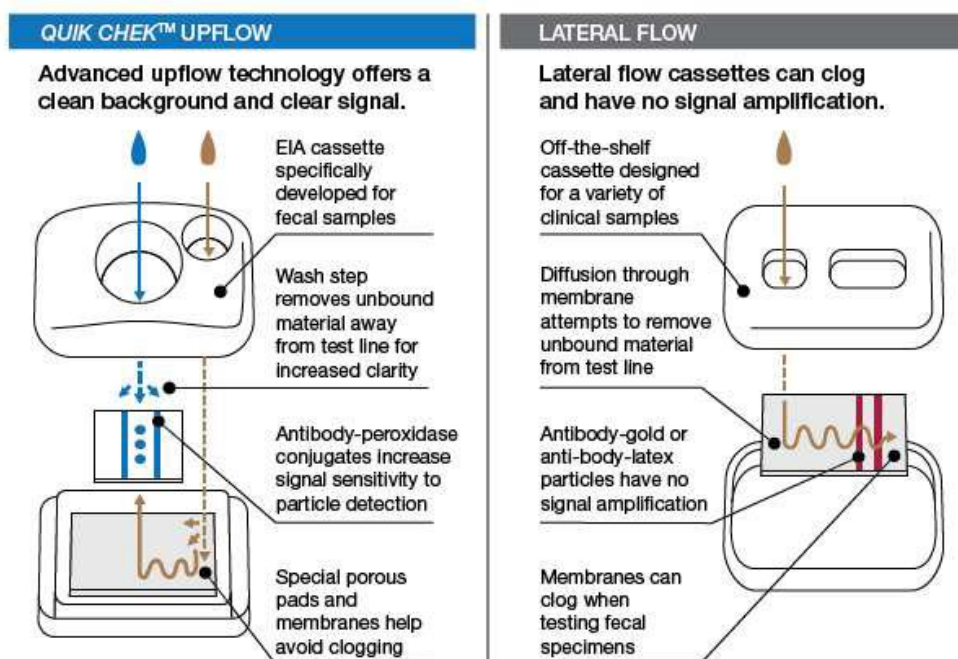 QUIK CHEK™ UPFLOW
Advanced upflow technology offers a
clean background and clear signal.
EIA cassette
specifically
developed for
fecal samples
Wash step
removes unbound
material away
from test line for
increased clarity
Antibody-peroxidase
conjugates increase
signal sensitivity to
particle detection
Special porous
pads and
membranes help
avoid clogging
LATERAL FLOW
Lateral flow cassettes can clog
and have no signal amplification.
Off-the-shelf
cassette designed
for a variety of
clinical samples
Diffusion through
membrane
attempts to remove
unbound material
from test line
Antibody-gold or
anti-body-latex
particles have no
signal amplification
Membranes can
clog when
testing fecal
specimens